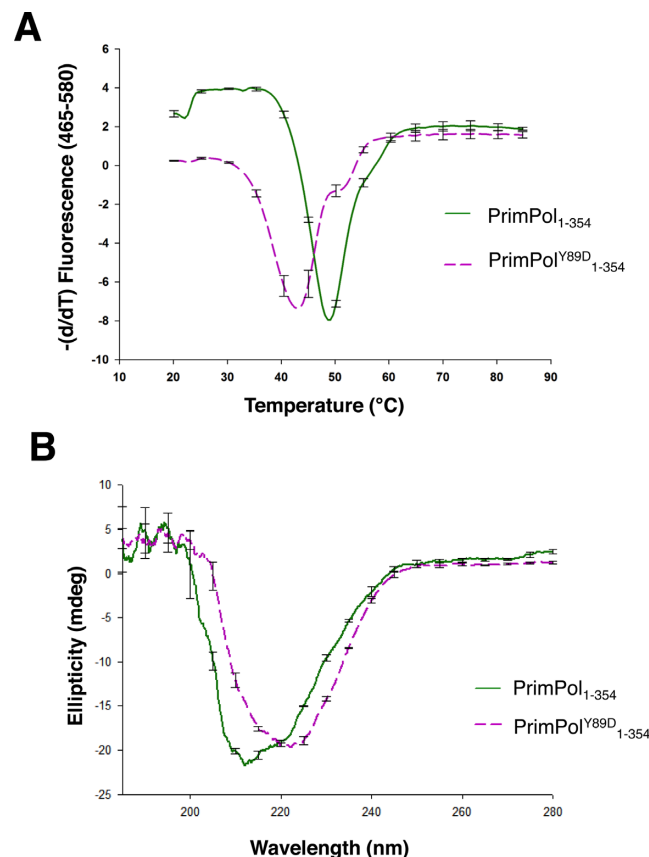 A
6
4
2
0
-2
-4
-6
-8
-10
10 20 30 40 50 60 70 80 90
-(d/dT) Fluorescence (465-580)
Temperature (°C)
PrimPol1-354
PrimPolY89D1-354
B
10
5
0
-5
-10
-15
-20
-25
200 220 240 260 280
Ellipticity (mdeg)
Wavelength (nm)
PrimPol1-354
PrimPolY89D1-354